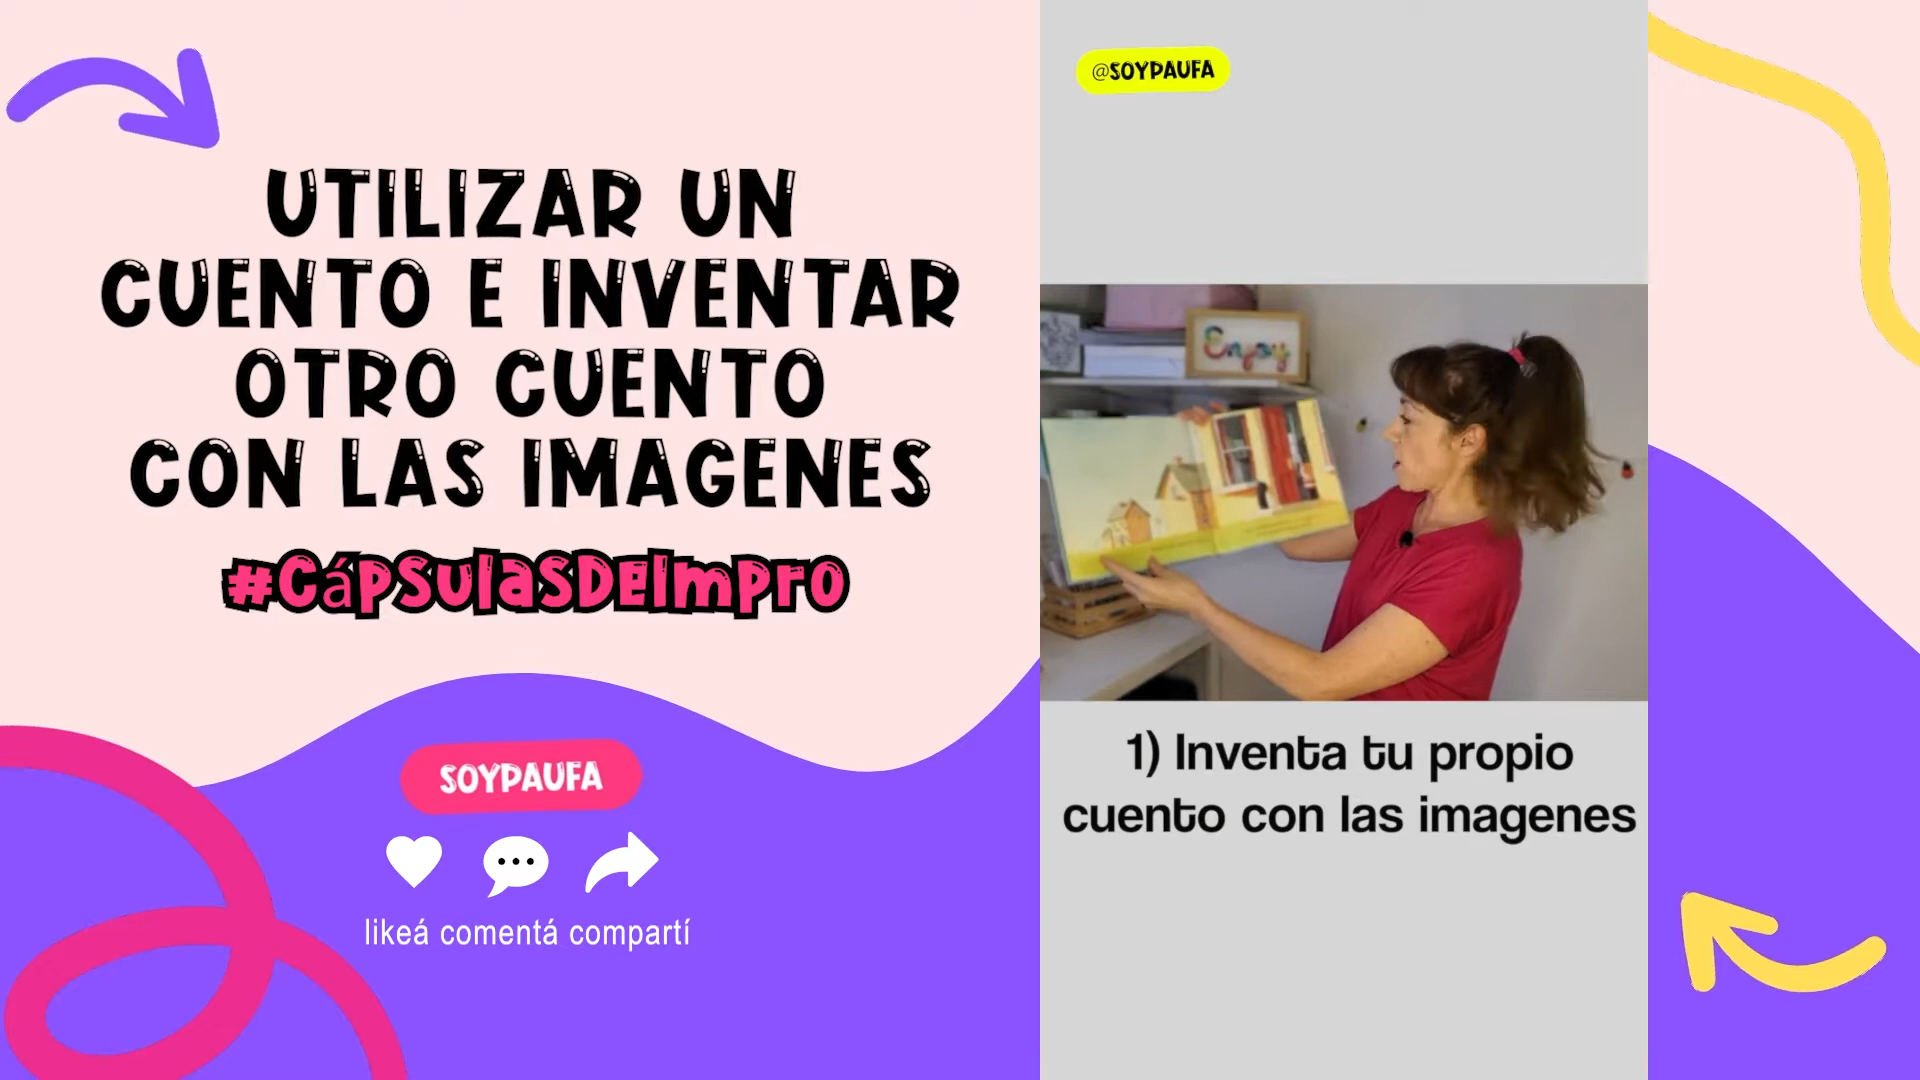 UTILIZAR UN
CUENTO E INVENTAR
OTRO CUENTO
CON LAS IMAGENES
#CápsulasDeImpro
SOYPAUFA
likeá comentá compartí
@SOYPAUFA
Enjoy
1) Inventa tu propio
cuento con las imagenes